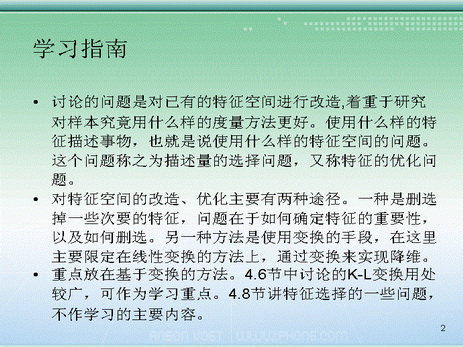 学习指南
• 讨论的问题是对已有的特征空间进行改造,着重于研究
对样本究竟用什么样的度量方法更好。使用什么样的特
征描述事物，也就是说使用什么样的特征空间的问题。
这个问题称之为描述量的选择问题，又称特征的优化问
题。
• 对特征空间的改造、优化主要有两种途径。一种是删选
掉一些次要的特征，问题在于如何确定特征的重要性，
以及如何删选。另一种方法是使用变换的手段，在这里
主要限定在线性变换的方法上，通过变换来实现降维。
• 重点放在基于变换的方法。4.6节中讨论的K-L变换用处
较广，可作为学习重点。4.8节讲特征选择的一些问题，
不作学习的主要内容。
2